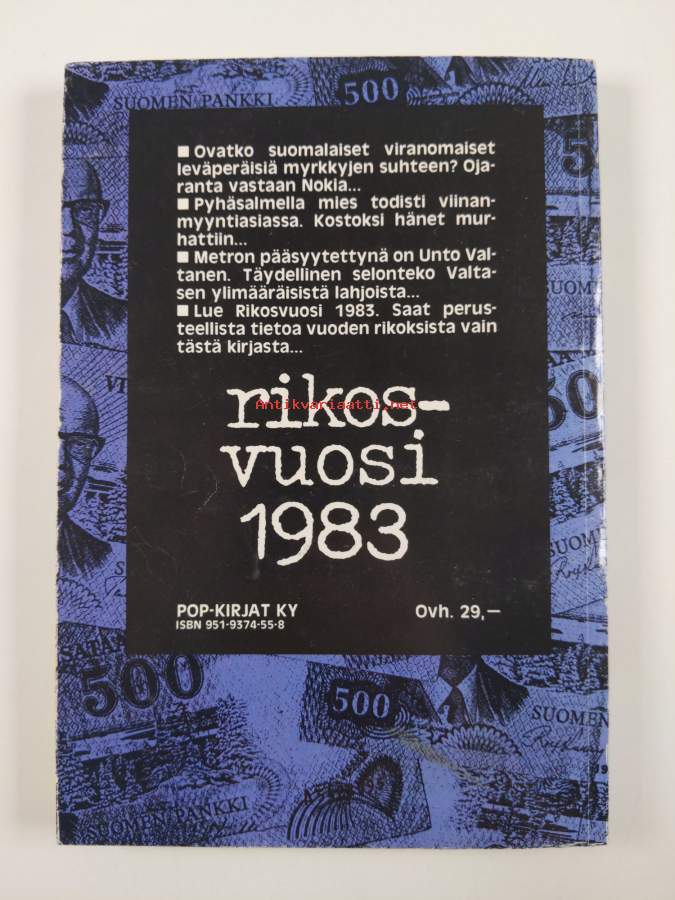 SUOMEN PANKKI
500
■ Ovatko suomalaiset viranomaiset
leväperäisiä myrkkyjen suhteen? Oja-
ranta vastaan Nokia...
■ Pyhäsalmella mies todisti viinan-
myyntiasiassa. Kostoksi hänet mur-
hattiin...
■ Metron pääsyytettynä on Unto Val-
tanen. Täydellinen selonteko Valta-
sen ylimääräisistä lahjoista...
■ Lue Rikosvuosi 1983. Saat perus-
teellista tietoa vuoden rikoksista vain
tästä kirjasta...
rikos-
Antikvariaatti.net
vuosi
1983
POP-KIRJAT KY
Ovh. 29,—
ISBN 951-9374-55-8
500
500
SUOMEN
SUOMEN PANKKI